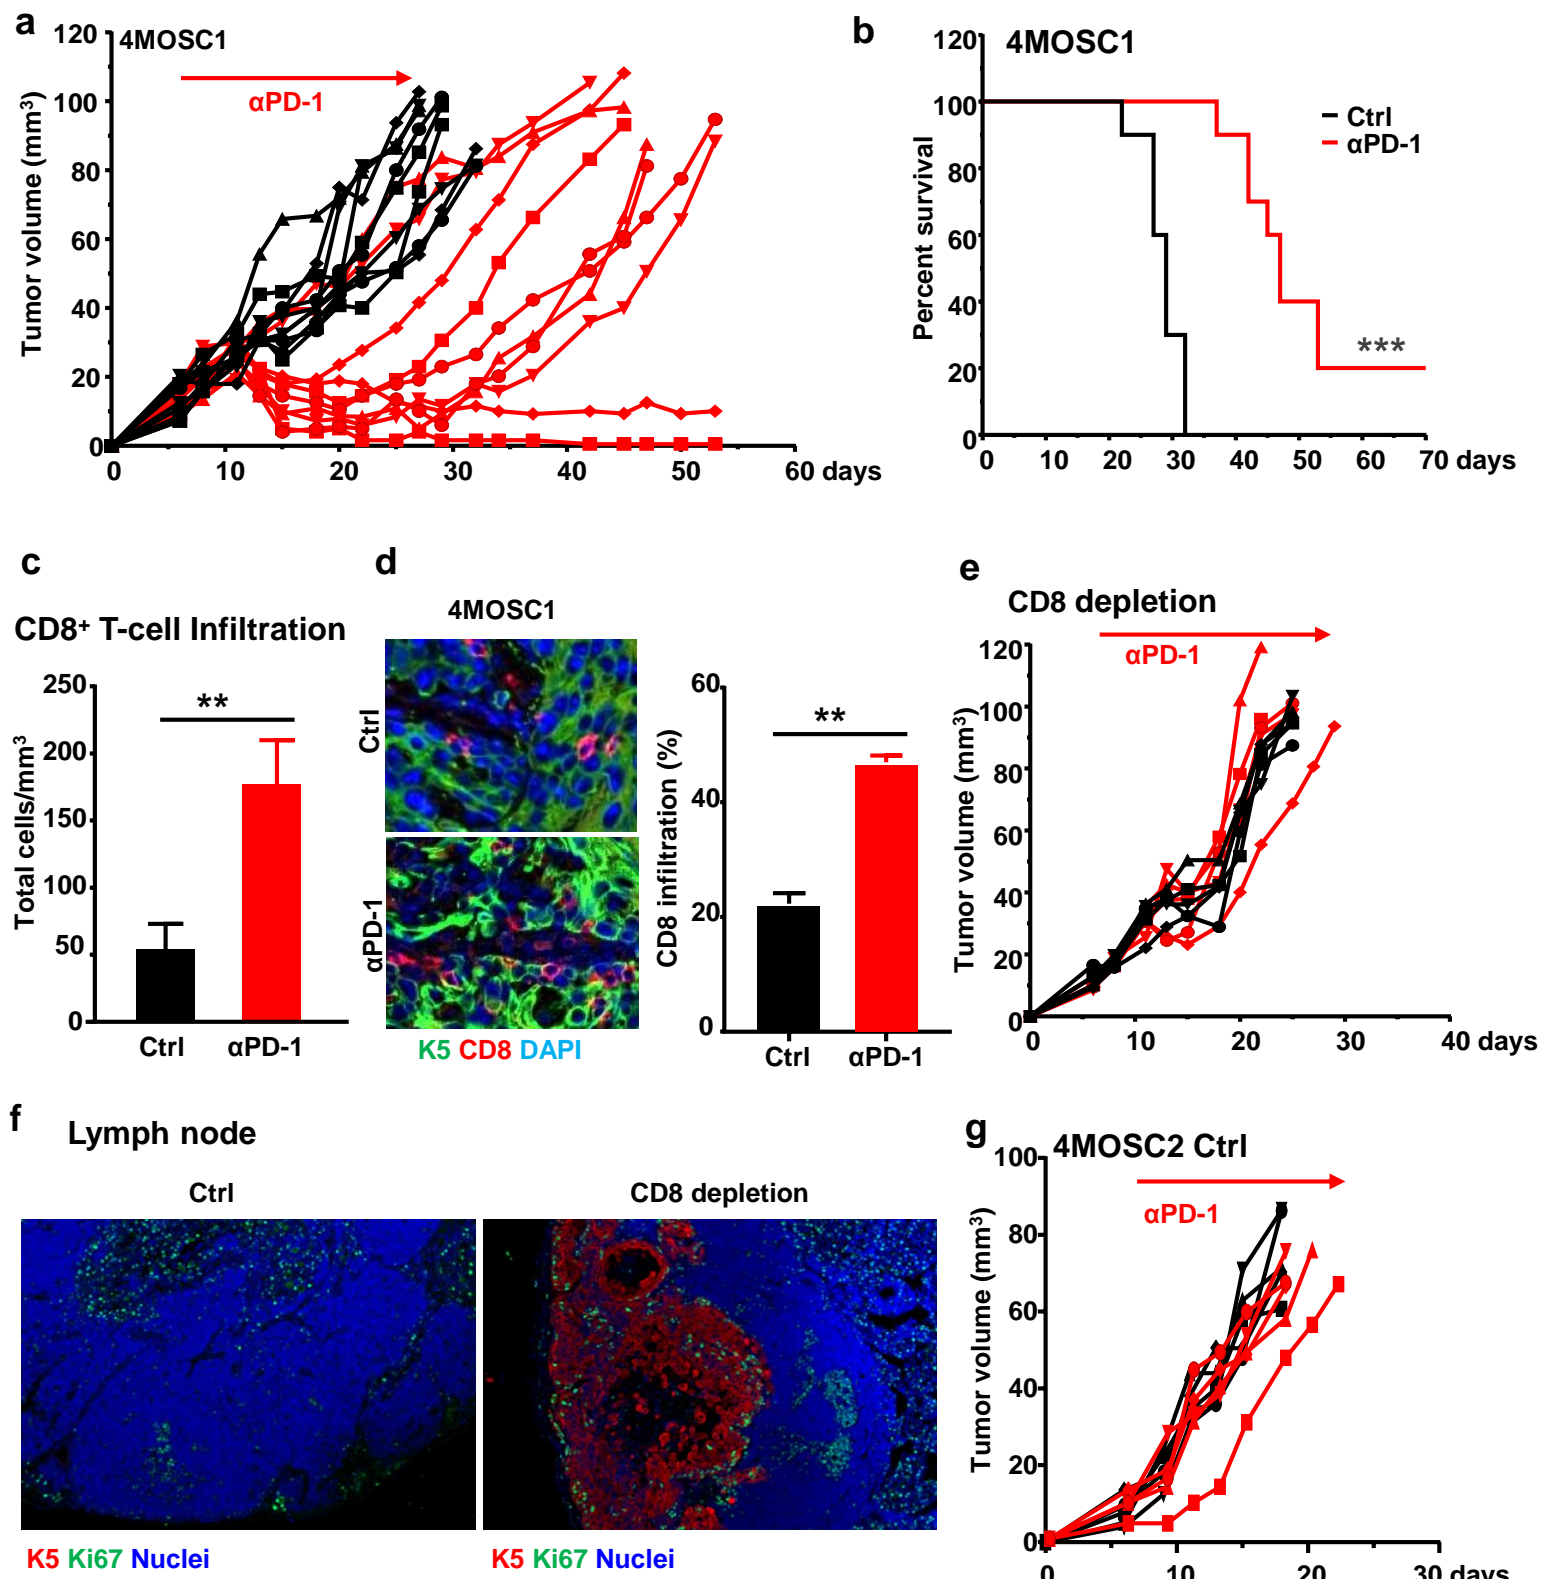 a
4MOSC1
αPD-1
Tumor volume (mm³)
120
100
80
60
40
20
0
0 10 20 30 40 50 60 days
b
4MOSC1
Ctrl
αPD-1
***
Percent survival
120
100
80
60
40
20
0
0 10 20 30 40 50 60 70 days
c
CD8⁺ T-cell Infiltration
**
Total cells/mm³
250
200
150
100
50
0
Ctrl αPD-1
d
4MOSC1
Ctrl
αPD-1
K5 CD8 DAPI
**
CD8 infiltration (%)
60
40
20
0
Ctrl αPD-1
e
CD8 depletion
αPD-1
Tumor volume (mm³)
120
100
80
60
40
20
0
0 10 20 30 40 days
f
Lymph node
Ctrl
CD8 depletion
K5 Ki67 Nuclei
K5 Ki67 Nuclei
g
4MOSC2 Ctrl
αPD-1
Tumor volume (mm³)
100
80
60
40
20
0
0 10 20 30 days